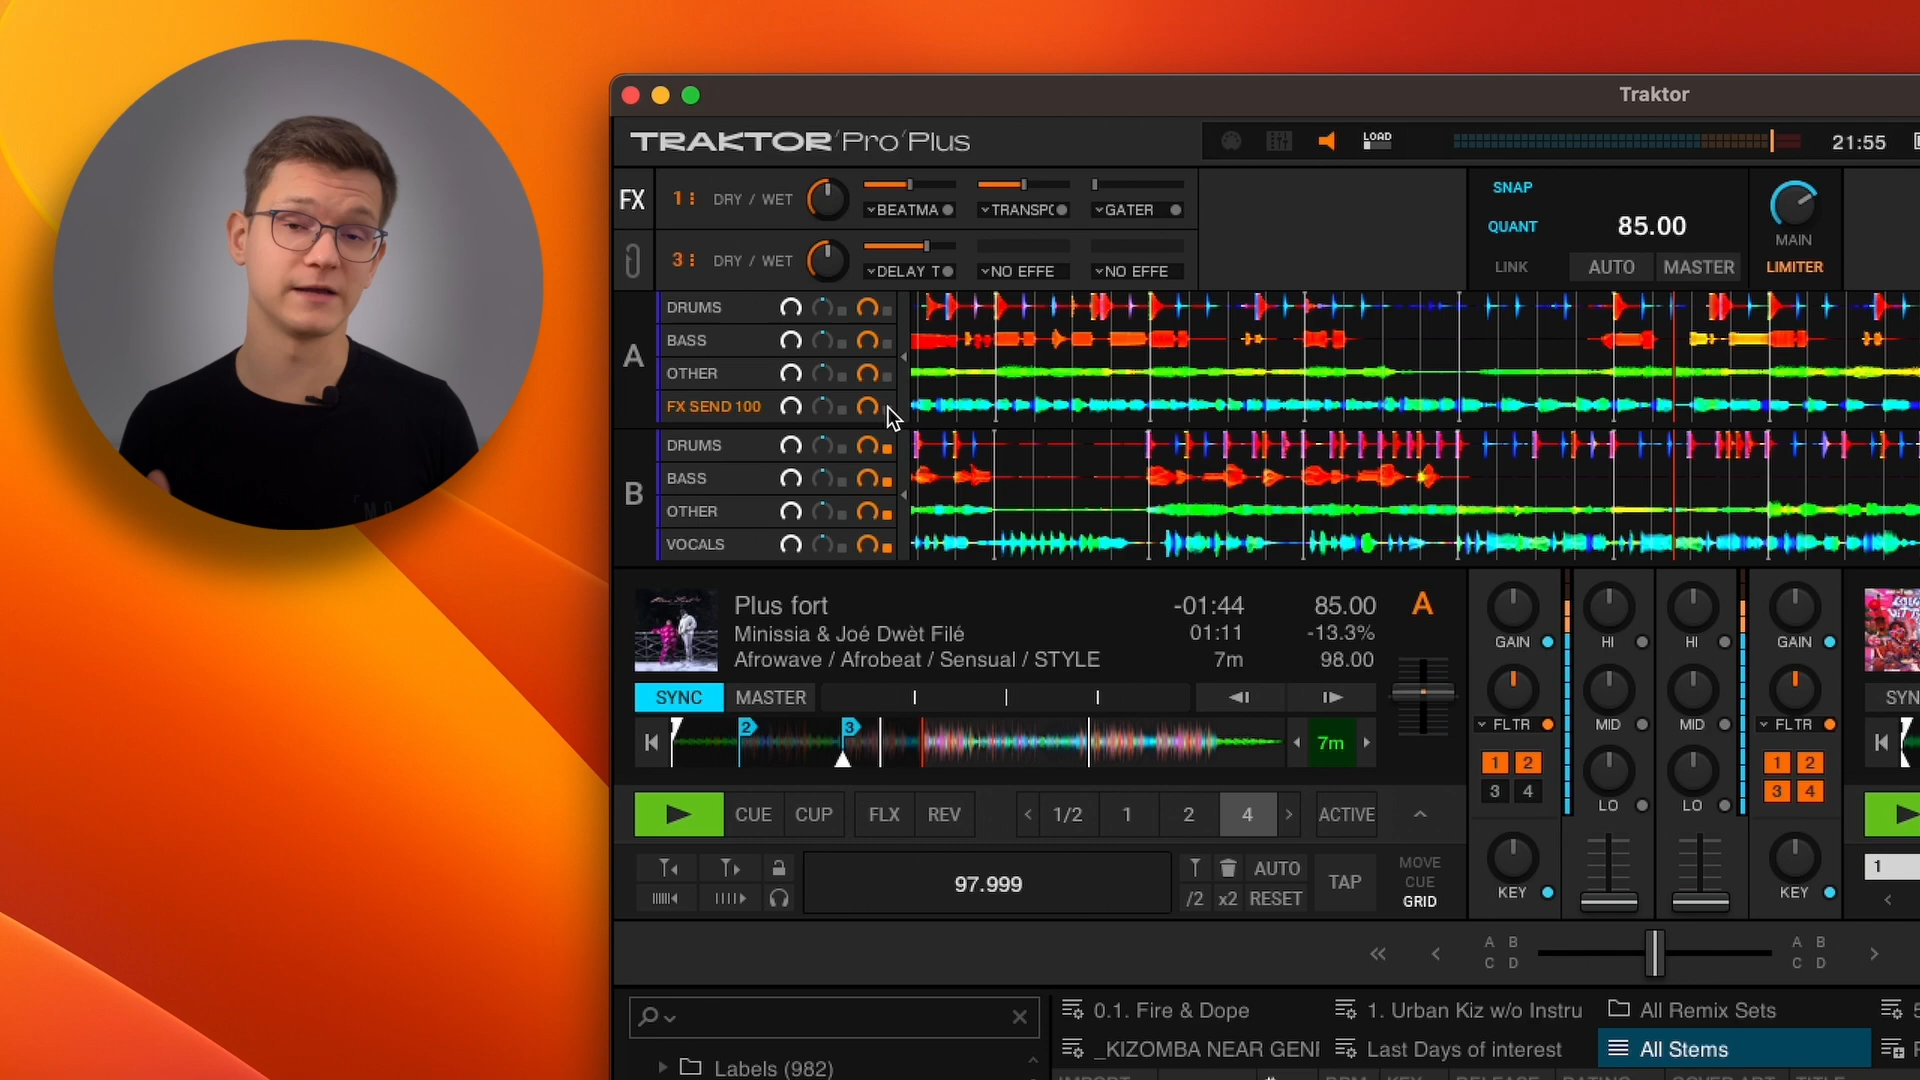 Traktor
TRAKTOR Pro Plus
LOAD
21:55
FX
1
DRY / WET
BEATMA
TRANSPO
GATER
3
DRY / WET
DELAY T
NO EFFE
NO EFFE
SNAP
QUANT
85.00
LINK
AUTO
MASTER
MAIN
LIMITER
A
DRUMS
BASS
OTHER
FX SEND 100
B
DRUMS
BASS
OTHER
VOCALS
Plus fort
-01:44
85.00
A
Minissia & Joé Dwèt Filé
01:11
-13.3%
Afrowave / Afrobeat / Sensual / STYLE
7m
98.00
SYNC
MASTER
2
3
7m
CUE
CUP
FLX
REV
1/2
1
2
4
ACTIVE
97.999
AUTO
/2
x2
RESET
TAP
MOVE
CUE
GRID
GAIN
HI
HI
GAIN
FLTR
MID
MID
FLTR
1 2
3 4
LO
LO
1 2
3 4
KEY
KEY
SYN
1
A B
C D
A B
C D
0.1. Fire & Dope
1. Urban Kiz w/o Instru
All Remix Sets
_KIZOMBA NEAR GENI
Last Days of interest
All Stems
Labels (982)